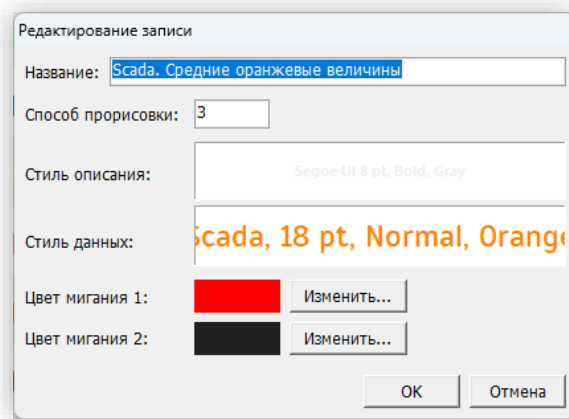 Редактирование записи
Название: Scada. Средние оранжевые величины
Способ прорисовки: 3
Стиль описания: Segoe UI 8 pt, Bold, Gray
Стиль данных: Scada, 18 pt, Normal, Orange
Цвет мигания 1: Изменить...
Цвет мигания 2: Изменить...
OK Отмена